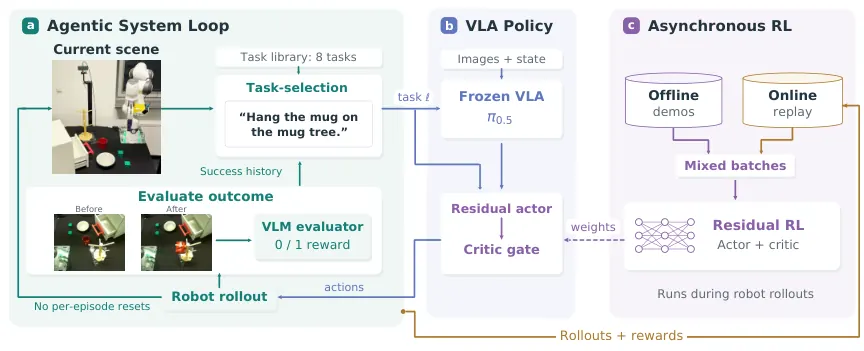 a Agentic System Loop
Current scene
Task library: 8 tasks
Task-selection
“Hang the mug on
the mug tree.”
Success history
Evaluate outcome
Before
After
VLM evaluator
0 / 1 reward
No per-episode resets
Robot rollout
task ℓ
actions
b VLA Policy
Images + state
Frozen VLA
π0.5
Residual actor
Critic gate
weights
c Asynchronous RL
Offline
demos
Online
replay
Mixed batches
Residual RL
Actor + critic
Runs during robot rollouts
Rollouts + rewards